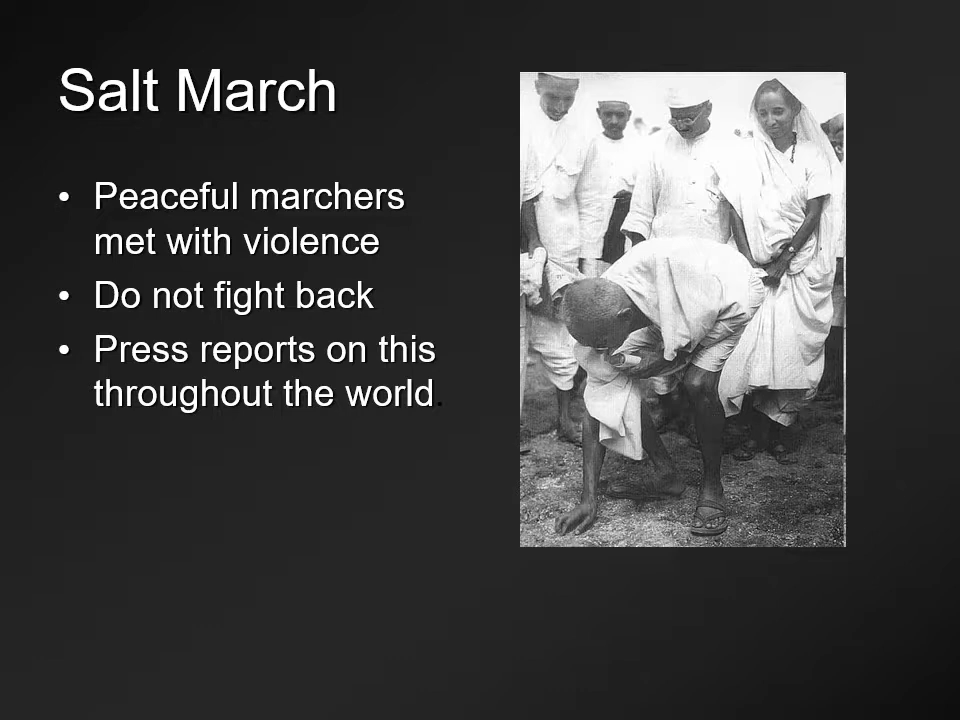 Salt March
• Peaceful marchers
met with violence
• Do not fight back
• Press reports on this
throughout the world.